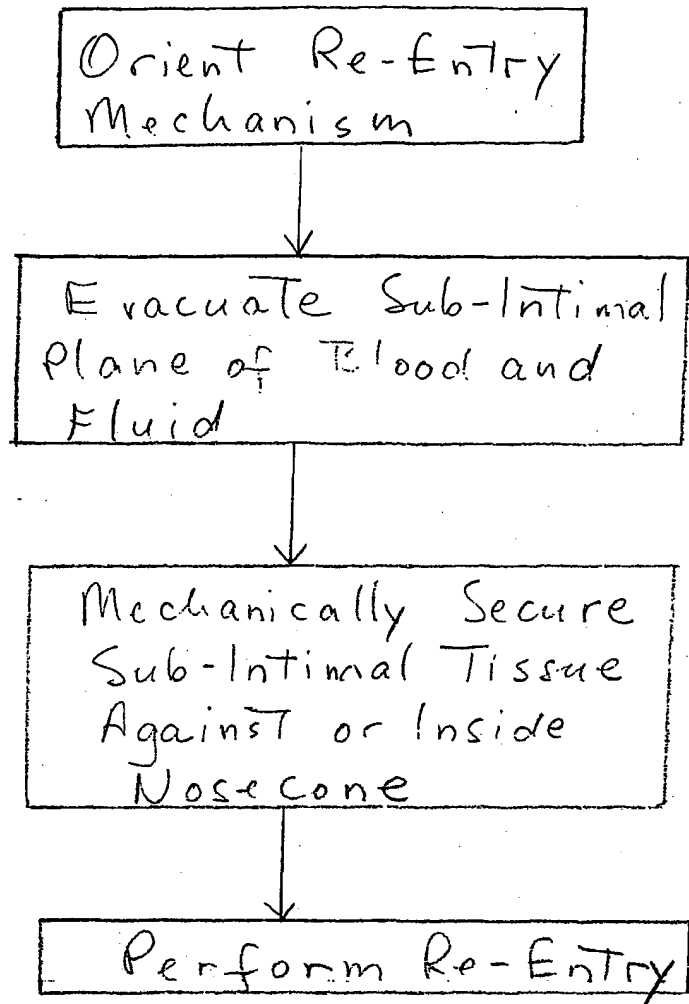 Orient Re-Entry
Mechanism
Evacuate Sub-Intimal
Plane of Blood and
Fluid
Mechanically Secure
Sub-Intimal Tissue
Against or Inside
Nosecone
Perform Re-Entry